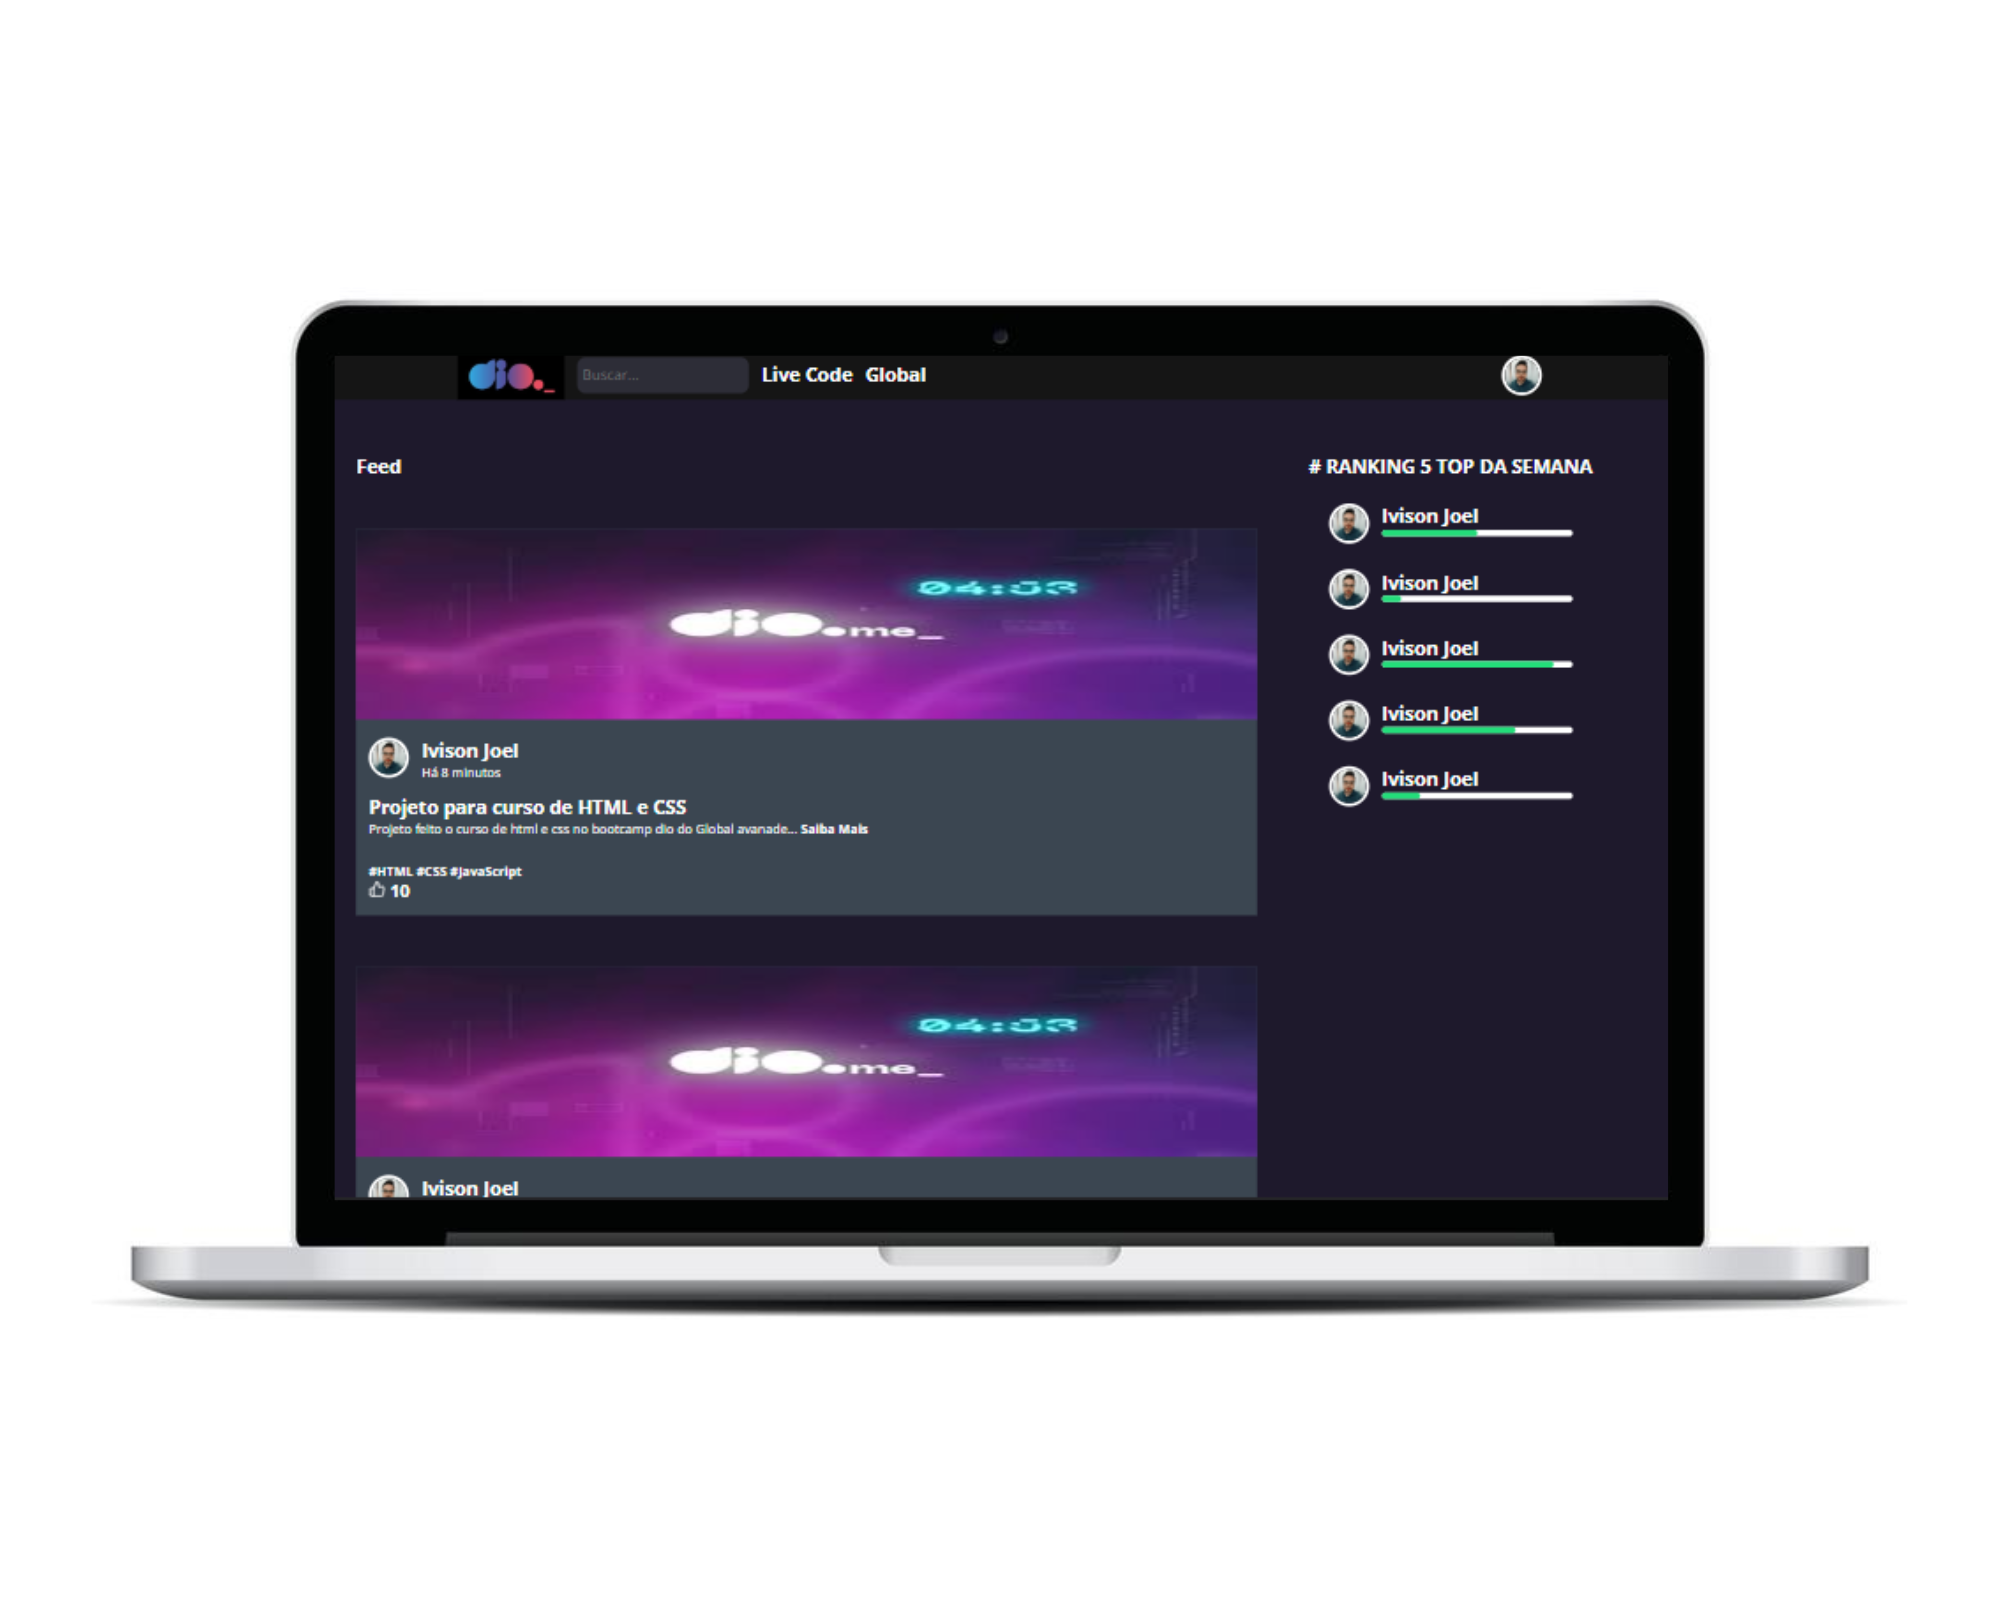 dio._ Buscar... Live Code Global
Feed
04:53
dio.me_
Ivison Joel
Há 8 minutos
Projeto para curso de HTML e CSS
Projeto feito o curso de html e css no bootcamp dio do Global avanade... Saiba Mais
#HTML #CSS #JavaScript
10
04:53
dio.me_
Ivison Joel
# RANKING 5 TOP DA SEMANA
Ivison Joel
Ivison Joel
Ivison Joel
Ivison Joel
Ivison Joel